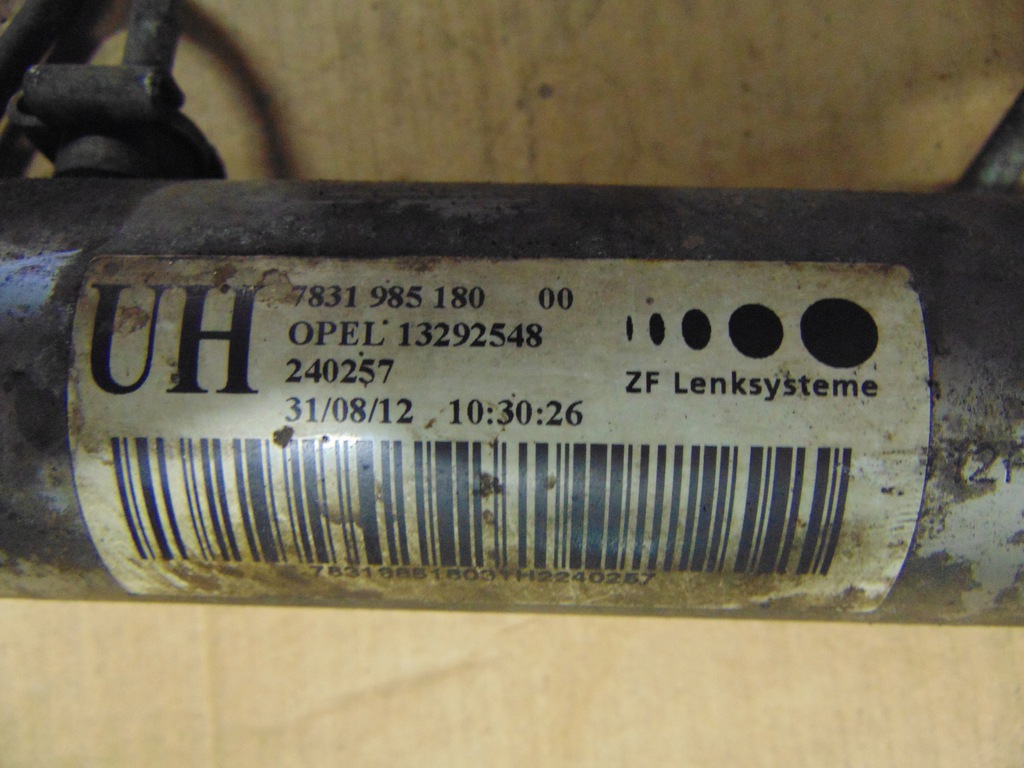 UH
7831 985 180 00
OPEL 13292548
240257
31/08/12 10:30:26
ZF Lenksysteme